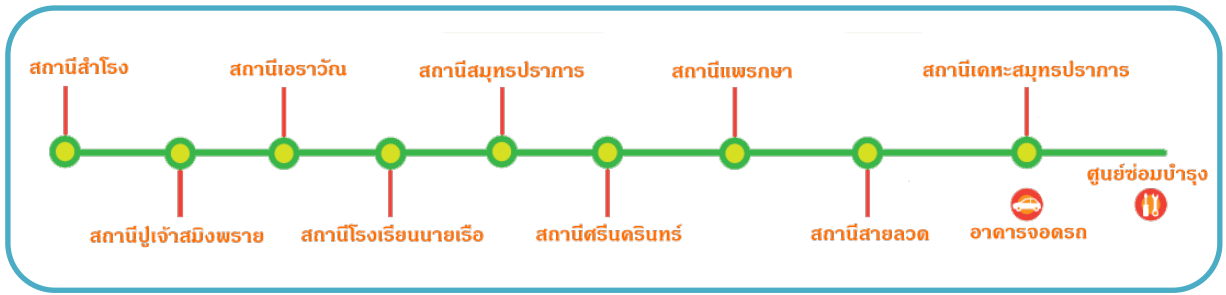 สถานีสำโรง
สถานีเอราวัณ
สถานีสมุทรปราการ
สถานีแพรกษา
สถานีเคหะสมุทรปราการ
ศูนย์ซ่อมบำรุง
สถานีปู่เจ้าสมิงพราย
สถานีโรงเรียนนายเรือ
สถานีศรีนครินทร์
สถานีสายลวด
อาคารจอดรถ